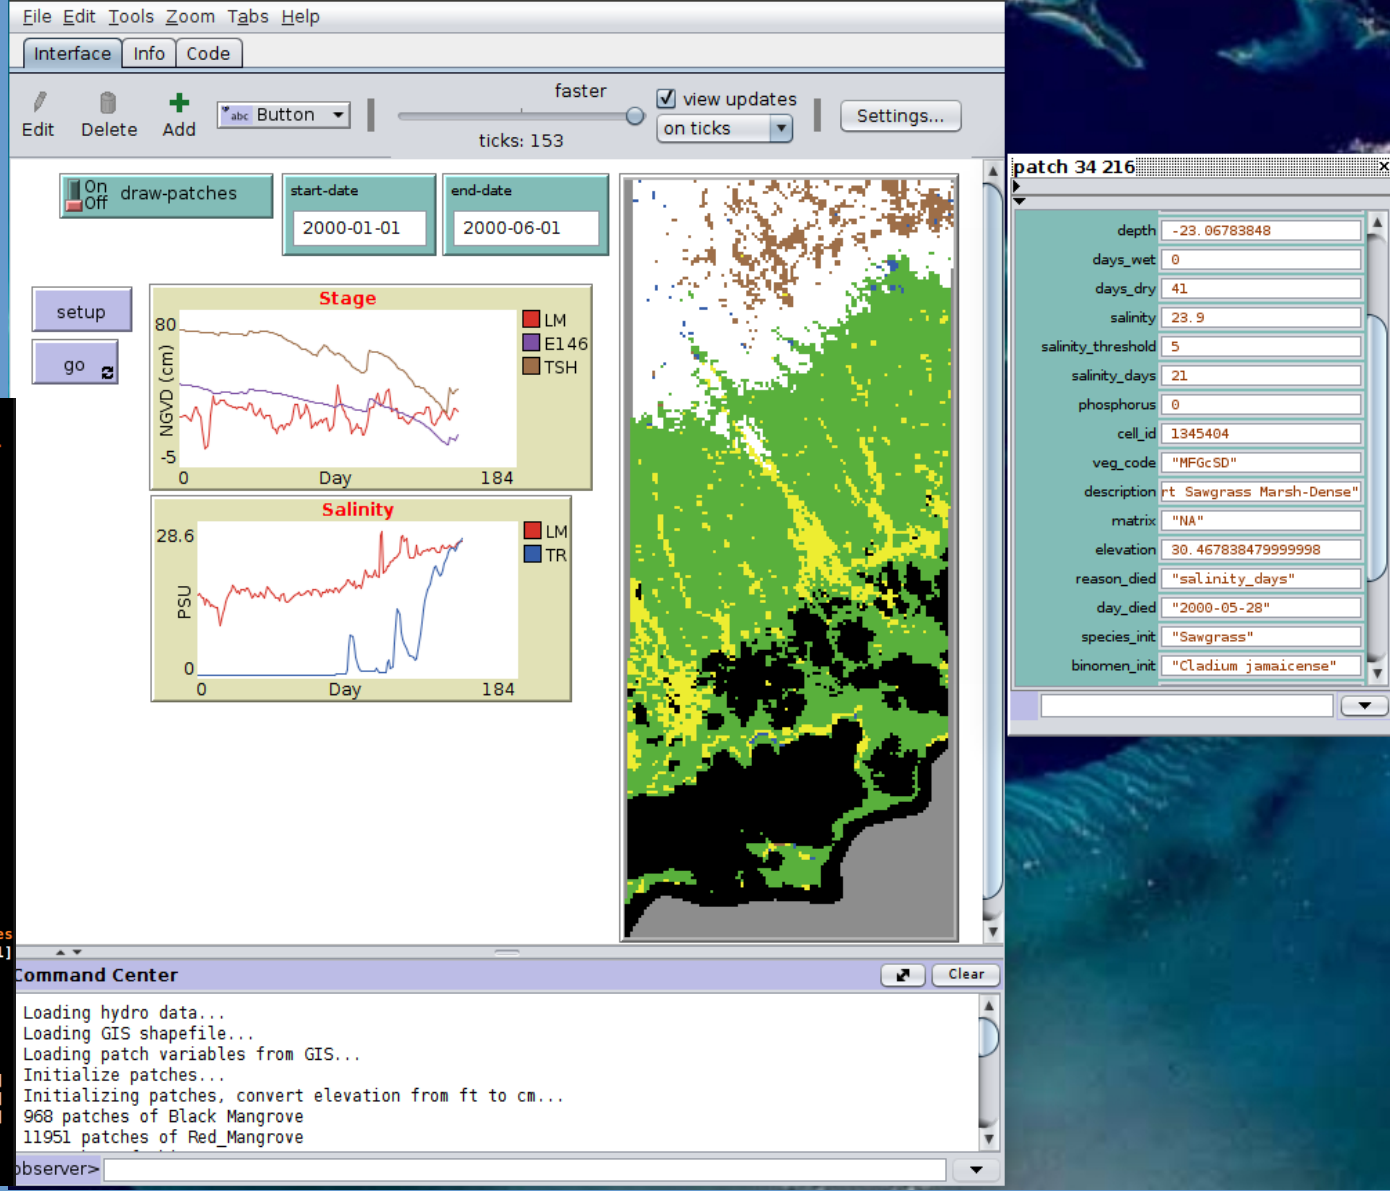 File Edit Tools Zoom Tabs Help
Interface Info Code
Edit Delete Add abc Button
faster
ticks: 153
view updates
on ticks
Settings...
On
Off
draw-patches
start-date
2000-01-01
end-date
2000-06-01
setup
go
Stage
80
NGVD (cm)
-5
0 Day 184
LM
E146
TSH
Salinity
28.6
PSU
0
0 Day 184
LM
TR
Command Center
Clear
Loading hydro data...
Loading GIS shapefile...
Loading patch variables from GIS...
Initialize patches...
Initializing patches, convert elevation from ft to cm...
968 patches of Black Mangrove
11951 patches of Red_Mangrove
observer>
patch 34 216
depth -23.06783848
days_wet 0
days_dry 41
salinity 23.9
salinity_threshold 5
salinity_days 21
phosphorus 0
cell_id 1345404
veg_code "MFGcSD"
description rt Sawgrass Marsh-Dense"
matrix "NA"
elevation 30.467838479999998
reason_died "salinity_days"
day_died "2000-05-28"
species_init "Sawgrass"
binomen_init "Cladium jamaicense"